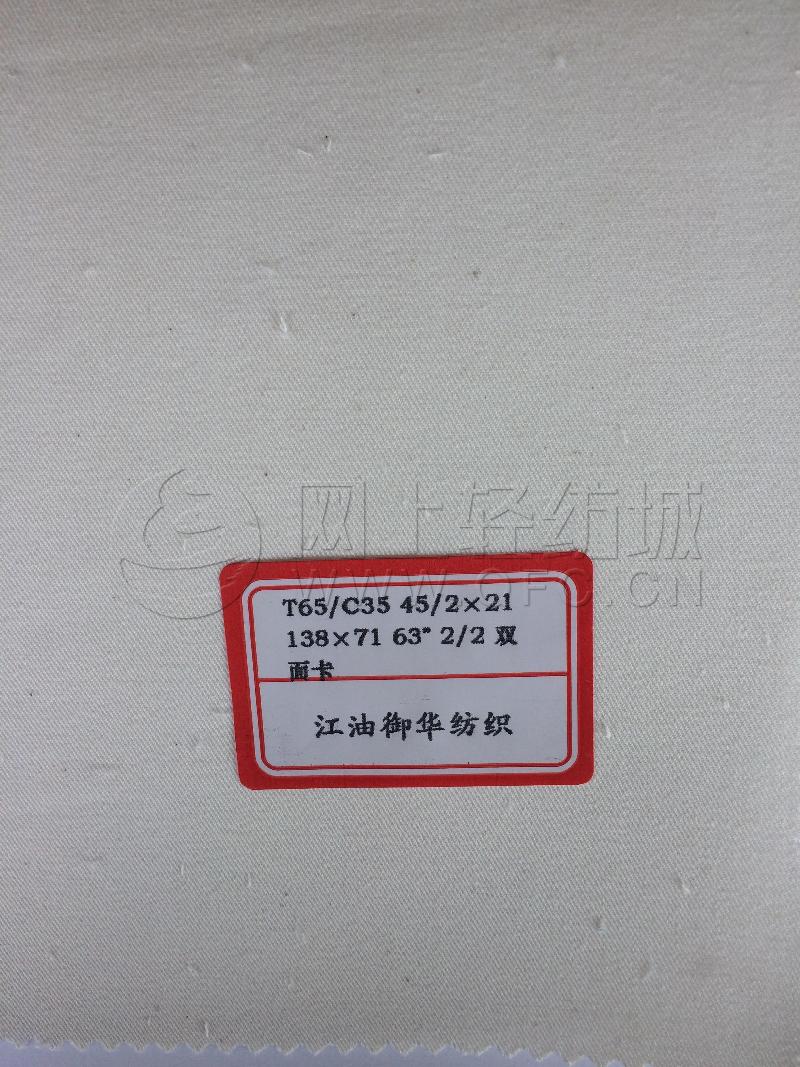 网上轻纺城
WWW.QFC.CN
T65/C35 45/2×21
138×71 63" 2/2 双
面卡
江油御华纺织